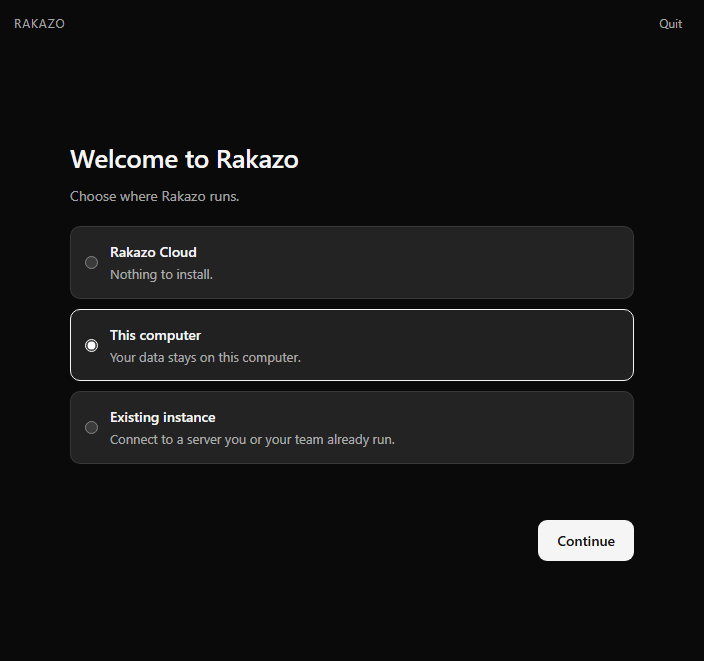 RAKAZO
Quit
Welcome to Rakazo
Choose where Rakazo runs.
Rakazo Cloud
Nothing to install.
This computer
Your data stays on this computer.
Existing instance
Connect to a server you or your team already run.
Continue